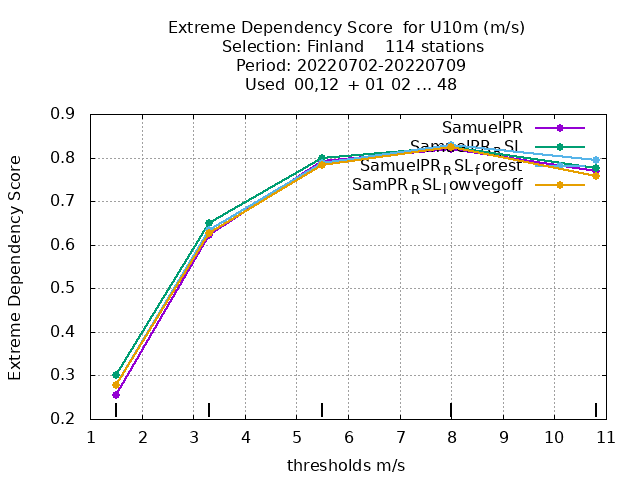 Extreme Dependency Score for U10m (m/s)
Selection: Finland 114 stations
Period: 20220702-20220709
Used 00,12 + 01 02 ... 48
Extreme Dependency Score
0.9
0.8
0.7
0.6
0.5
0.4
0.3
0.2
SamuelPR
SamuelPR_RSL
SamuelPR_RSL_forest
SamPR_RSL_lowvegoff
1 2 3 4 5 6 7 8 9 10 11
thresholds m/s